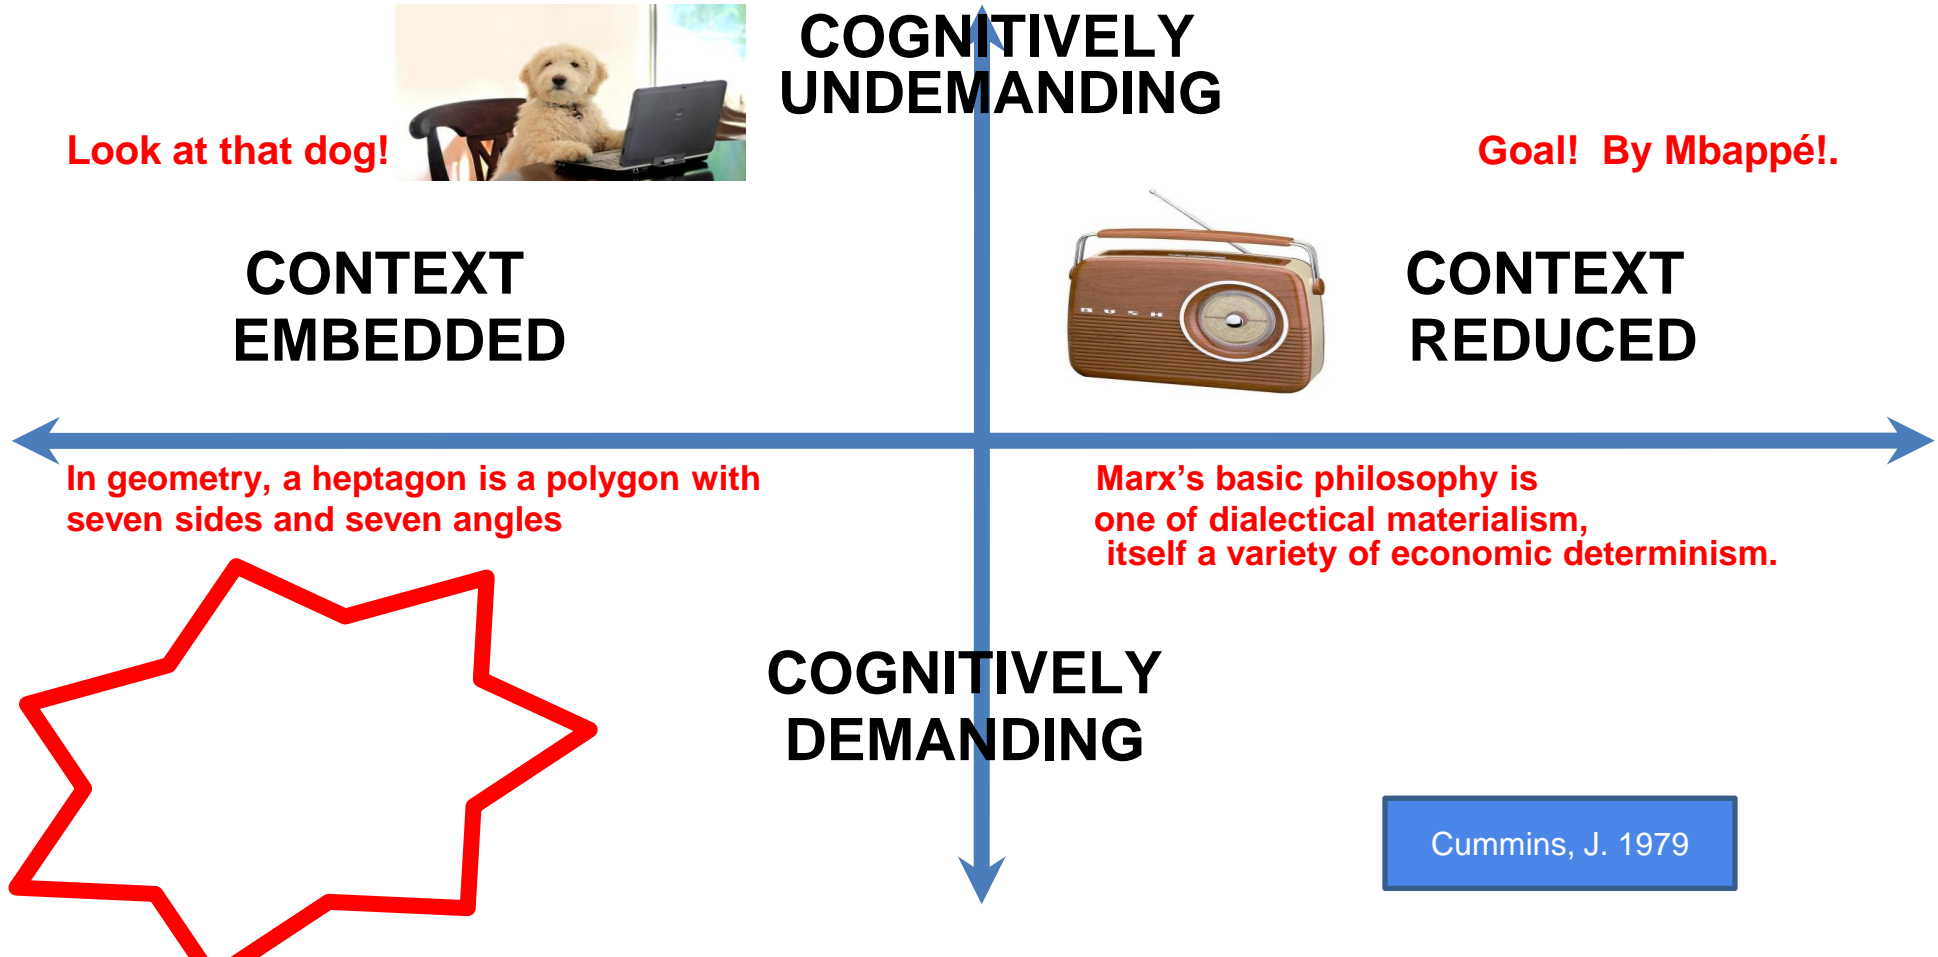 COGNITIVELY
UNDEMANDING
Look at that dog!
Goal!  By Mbappé!.
CONTEXT
EMBEDDED
BUSH
CONTEXT
REDUCED
In geometry, a heptagon is a polygon with
seven sides and seven angles
Marx’s basic philosophy is
one of dialectical materialism,
itself a variety of economic determinism.
COGNITIVELY
DEMANDING
Cummins, J. 1979